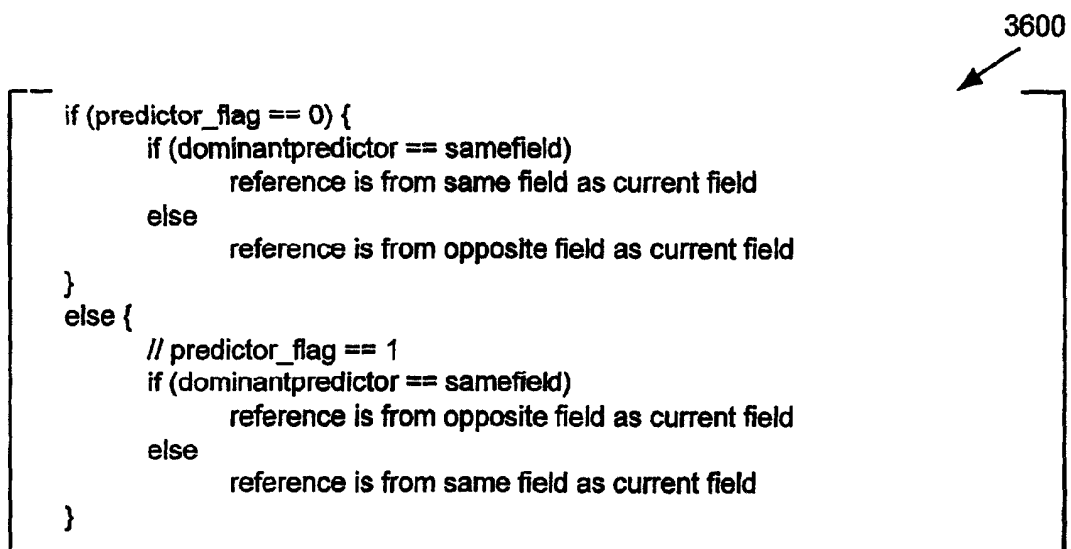 3600
if (predictor_flag == 0) {
if (dominantpredictor == samefield)
reference is from same field as current field
else
reference is from opposite field as current field
}
else {
// predictor_flag == 1
if (dominantpredictor == samefield)
reference is from opposite field as current field
else
reference is from same field as current field
}